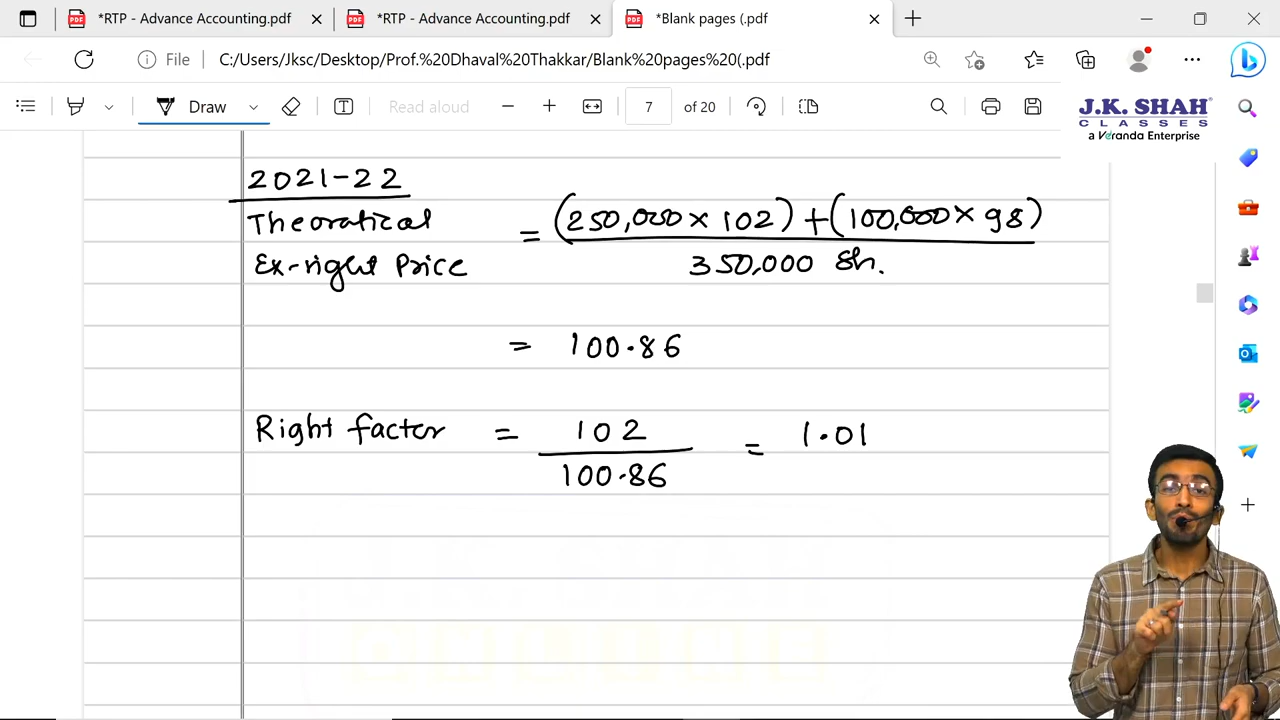 *RTP - Advance Accounting.pdf
*RTP - Advance Accounting.pdf
*Blank pages (.pdf
File C:/Users/Jksc/Desktop/Prof.%20Dhaval%20Thakkar/Blank%20pages%20(.pdf
Draw Read aloud 7 of 20
J.K. SHAH®
CLASSES
a Veranda Enterprise
2021-22
Theoratical = (250,000 × 102) + (100,000 × 98)
Ex-right Price 350,000 Sh.
= 100.86
Right factor = 102 = 1.01
100.86